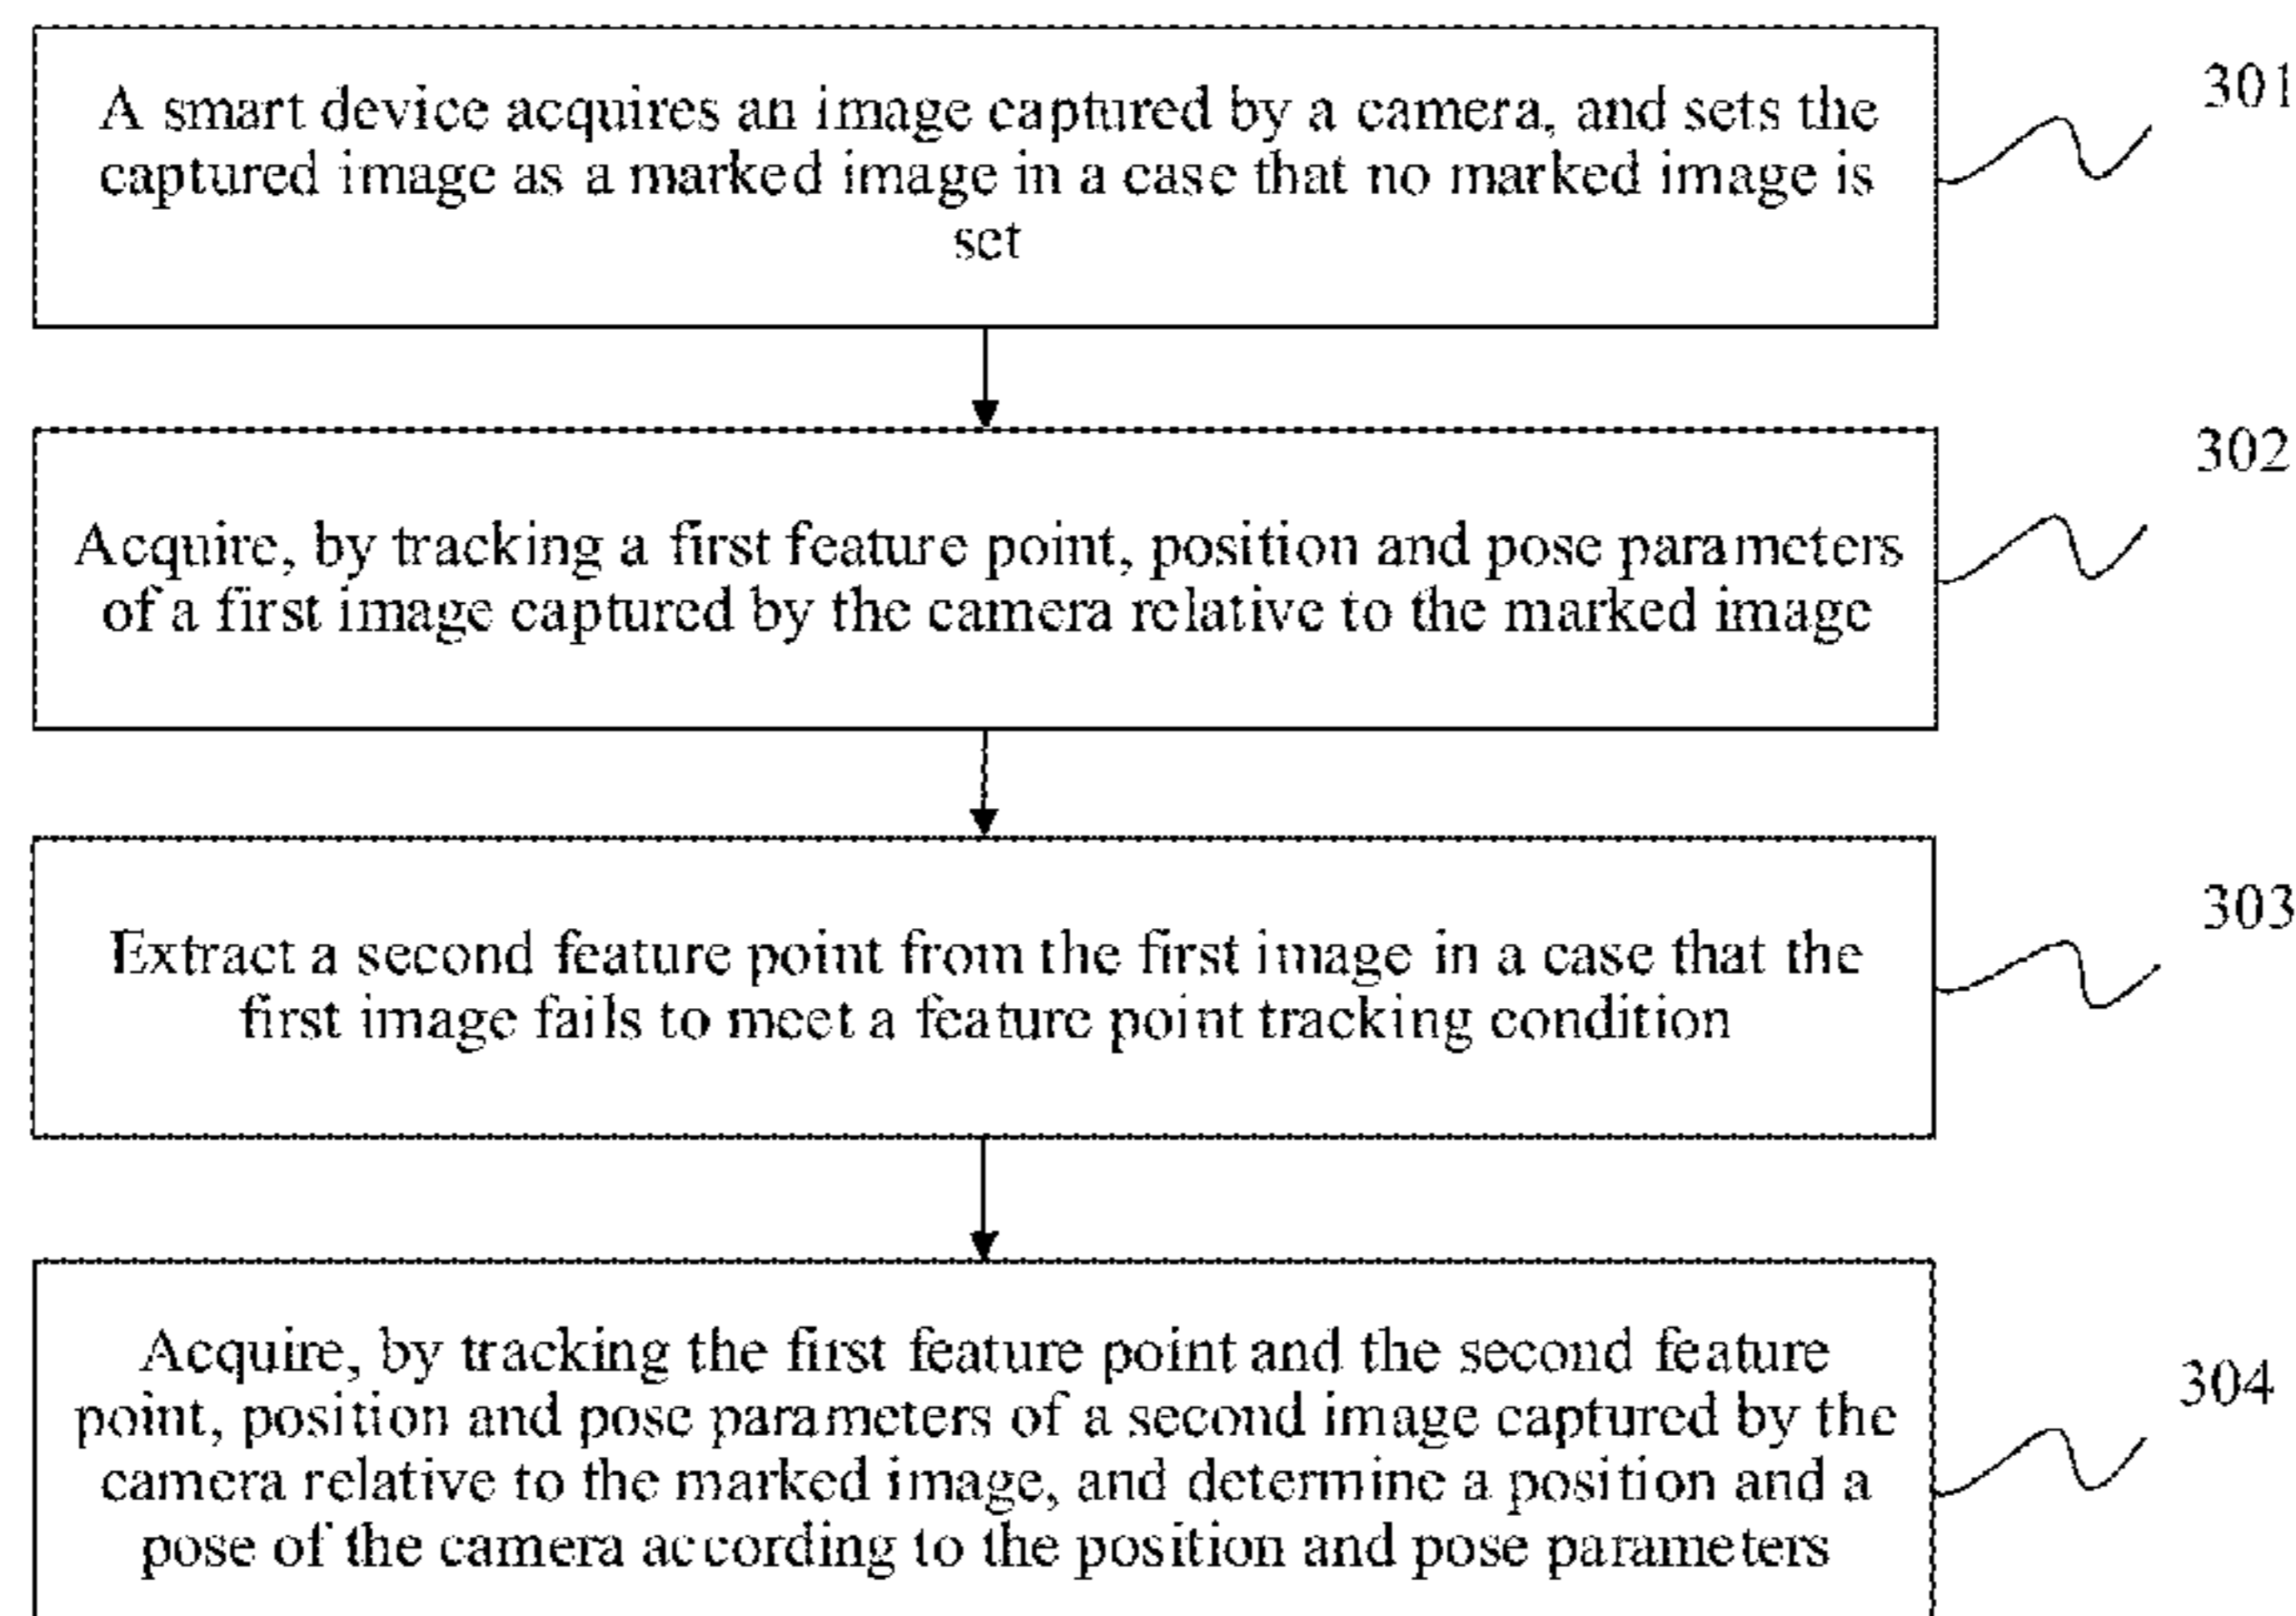 A smart device acquires an image captured by a camera, and sets the
captured image as a marked image in a case that no marked image is
set
301
Acquire, by tracking a first feature point, position and pose parameters
of a first image captured by the camera relative to the marked image
302
Extract a second feature point from the first image in a case that the
first image fails to meet a feature point tracking condition
303
Acquire, by tracking the first feature point and the second feature
point, position and pose parameters of a second image captured by the
camera relative to the marked image, and determine a position and a
pose of the camera according to the position and pose parameters
304